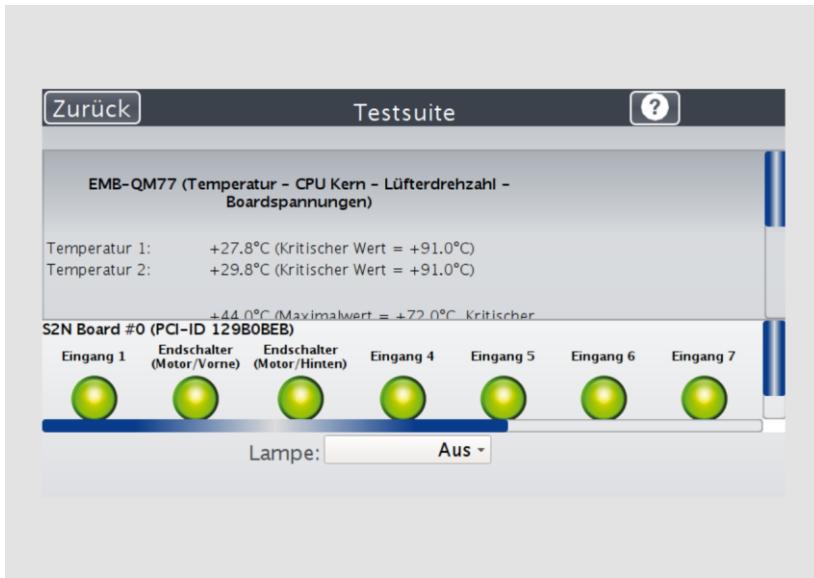 Zurück
Testsuite
?
EMB-QM77 (Temperatur - CPU Kern - Lüfterdrehzahl -
Boardspannungen)
Temperatur 1: +27.8°C (Kritischer Wert = +91.0°C)
Temperatur 2: +29.8°C (Kritischer Wert = +91.0°C)
+44.0°C (Maximalwert = +72.0°C, Kritischer
S2N Board #0 (PCI-ID 129B0BEB)
Eingang 1
Endschalter
(Motor/Vorne)
Endschalter
(Motor/Hinten)
Eingang 4
Eingang 5
Eingang 6
Eingang 7
Lampe: Aus